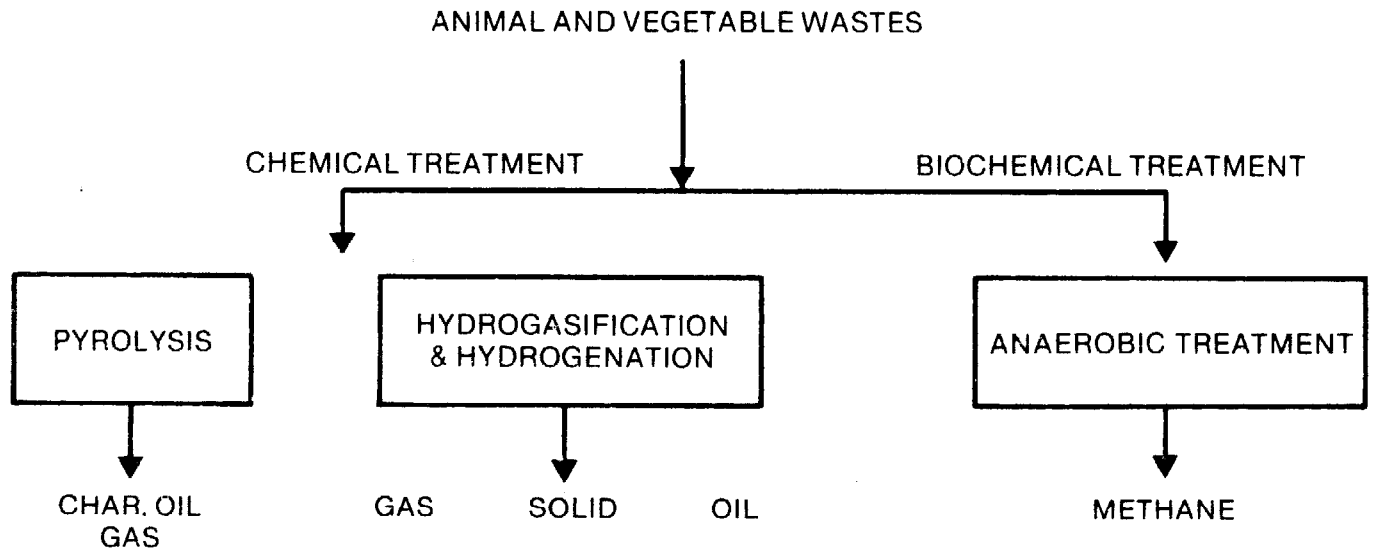 ANIMAL AND VEGETABLE WASTES
CHEMICAL TREATMENT
BIOCHEMICAL TREATMENT
PYROLYSIS
HYDROGASIFICATION
& HYDROGENATION
ANAEROBIC TREATMENT
CHAR. OIL
GAS
GAS SOLID OIL
METHANE